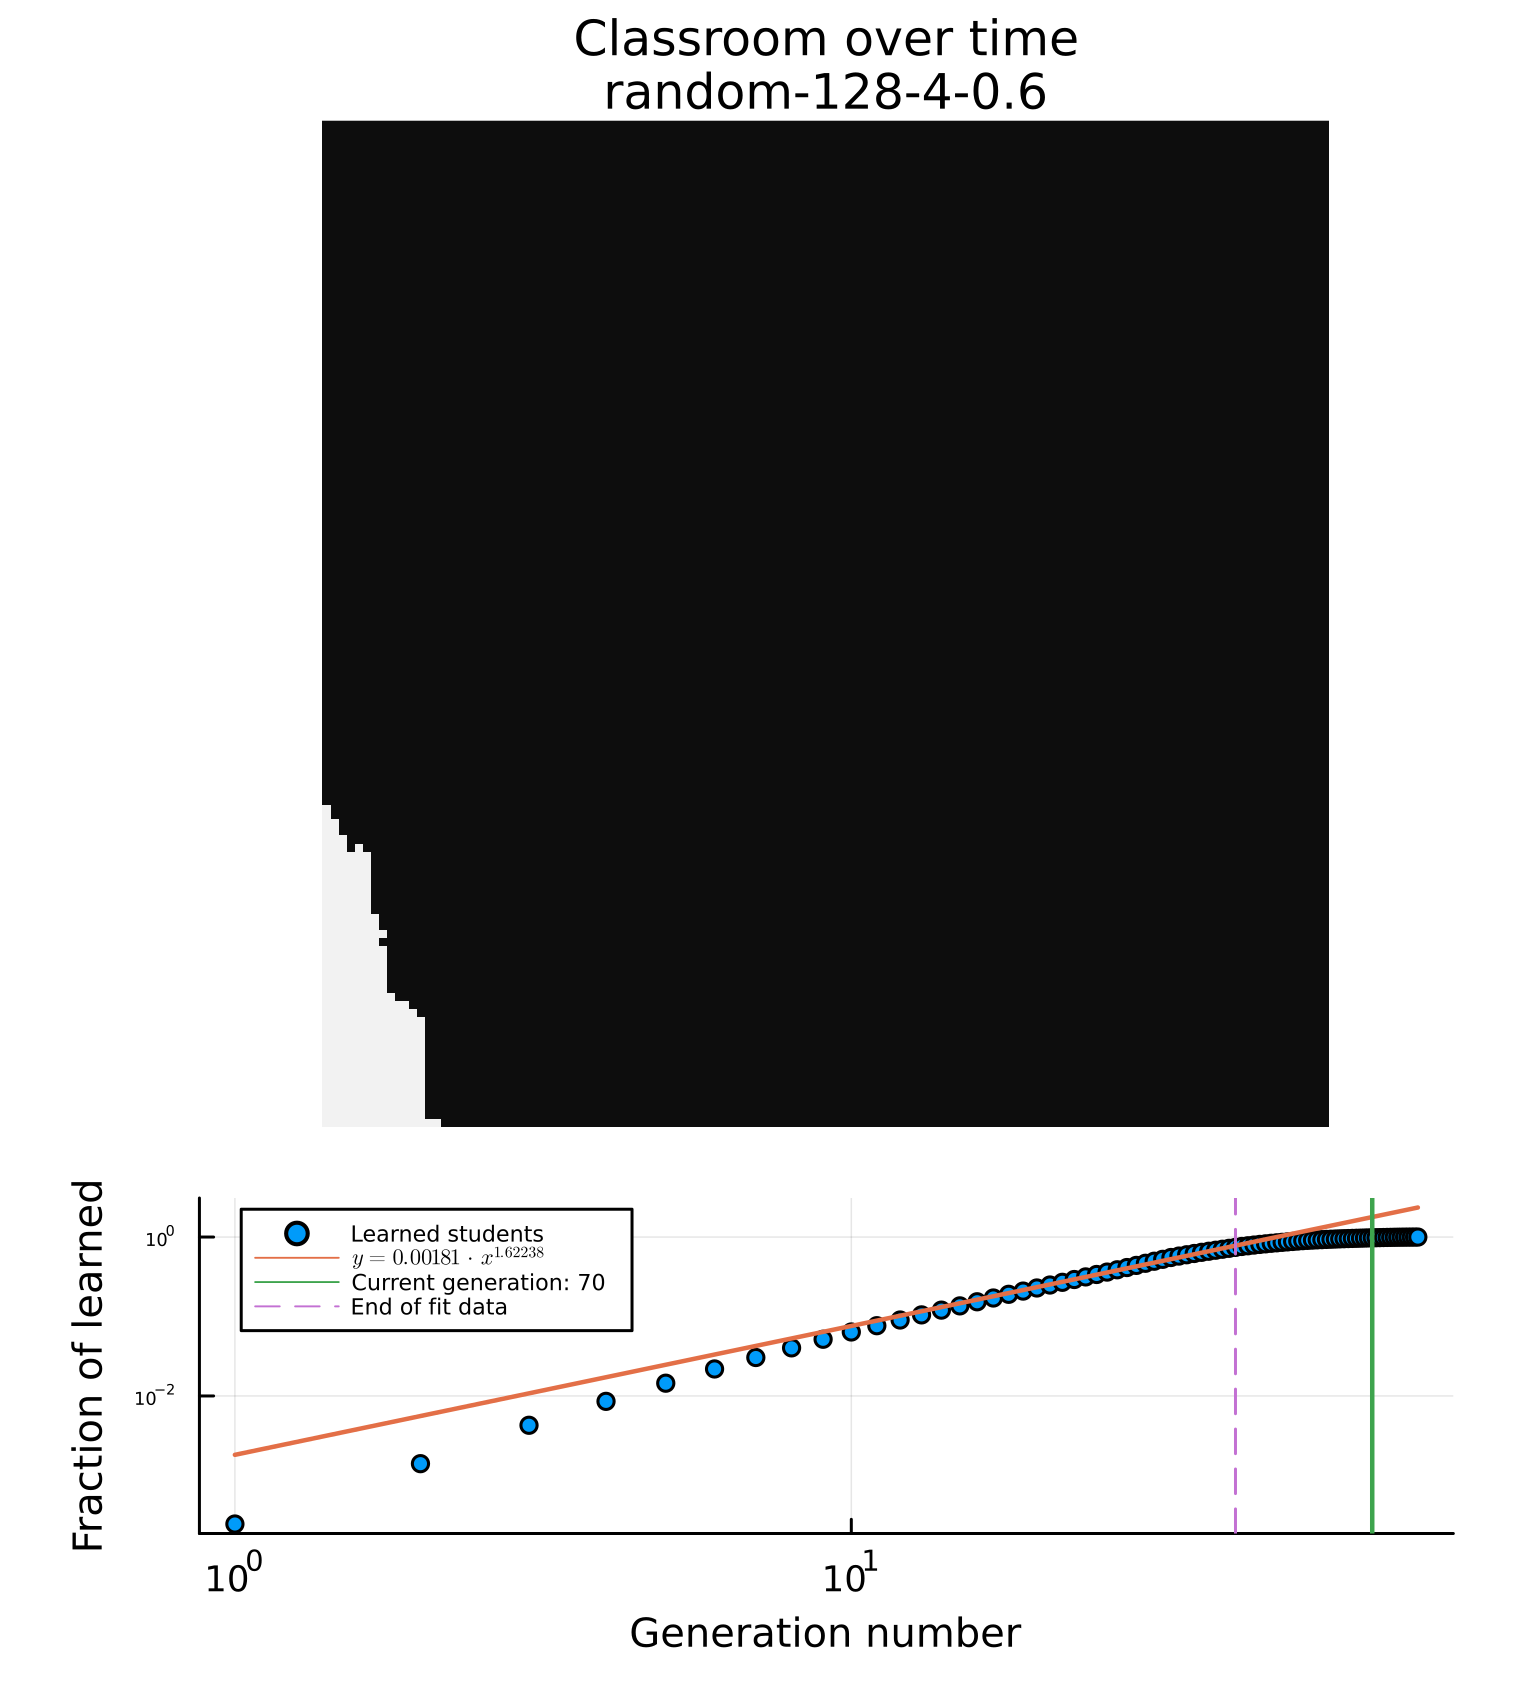 Classroom over time
random-128-4-0.6
Fraction of learned
10⁰
10⁻²
Learned students
y = 0.00181 · x^1.62238
Current generation: 70
End of fit data
10⁰
10¹
Generation number